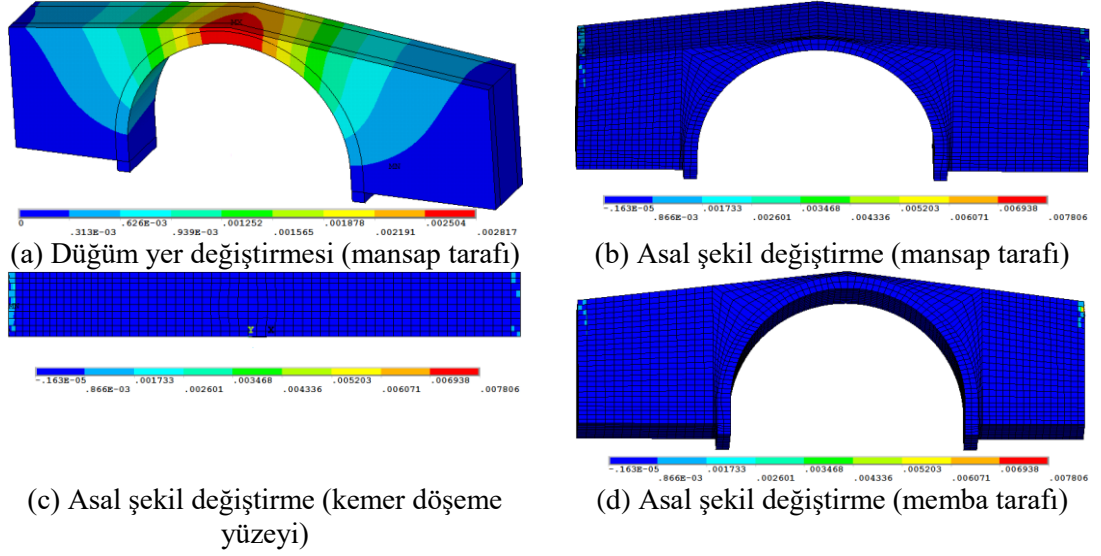 MX
0 .626E-03 .001252 .001878 .002504
.313E-03 .939E-03 .001565 .002191 .002817
(a) Düğüm yer değiştirmesi (mansap tarafı)
-.163E-05 .001733 .003468 .005203 .006938
.866E-03 .002601 .004336 .006071 .007806
(b) Asal şekil değiştirme (mansap tarafı)
Y X
-.163E-05 .001733 .003468 .005203 .006938
.866E-03 .002601 .004336 .006071 .007806
(c) Asal şekil değiştirme (kemer döşeme
yüzeyi)
-.163E-05 .001733 .003468 .005203 .006938
.866E-03 .002601 .004336 .006071 .007806
(d) Asal şekil değiştirme (memba tarafı)